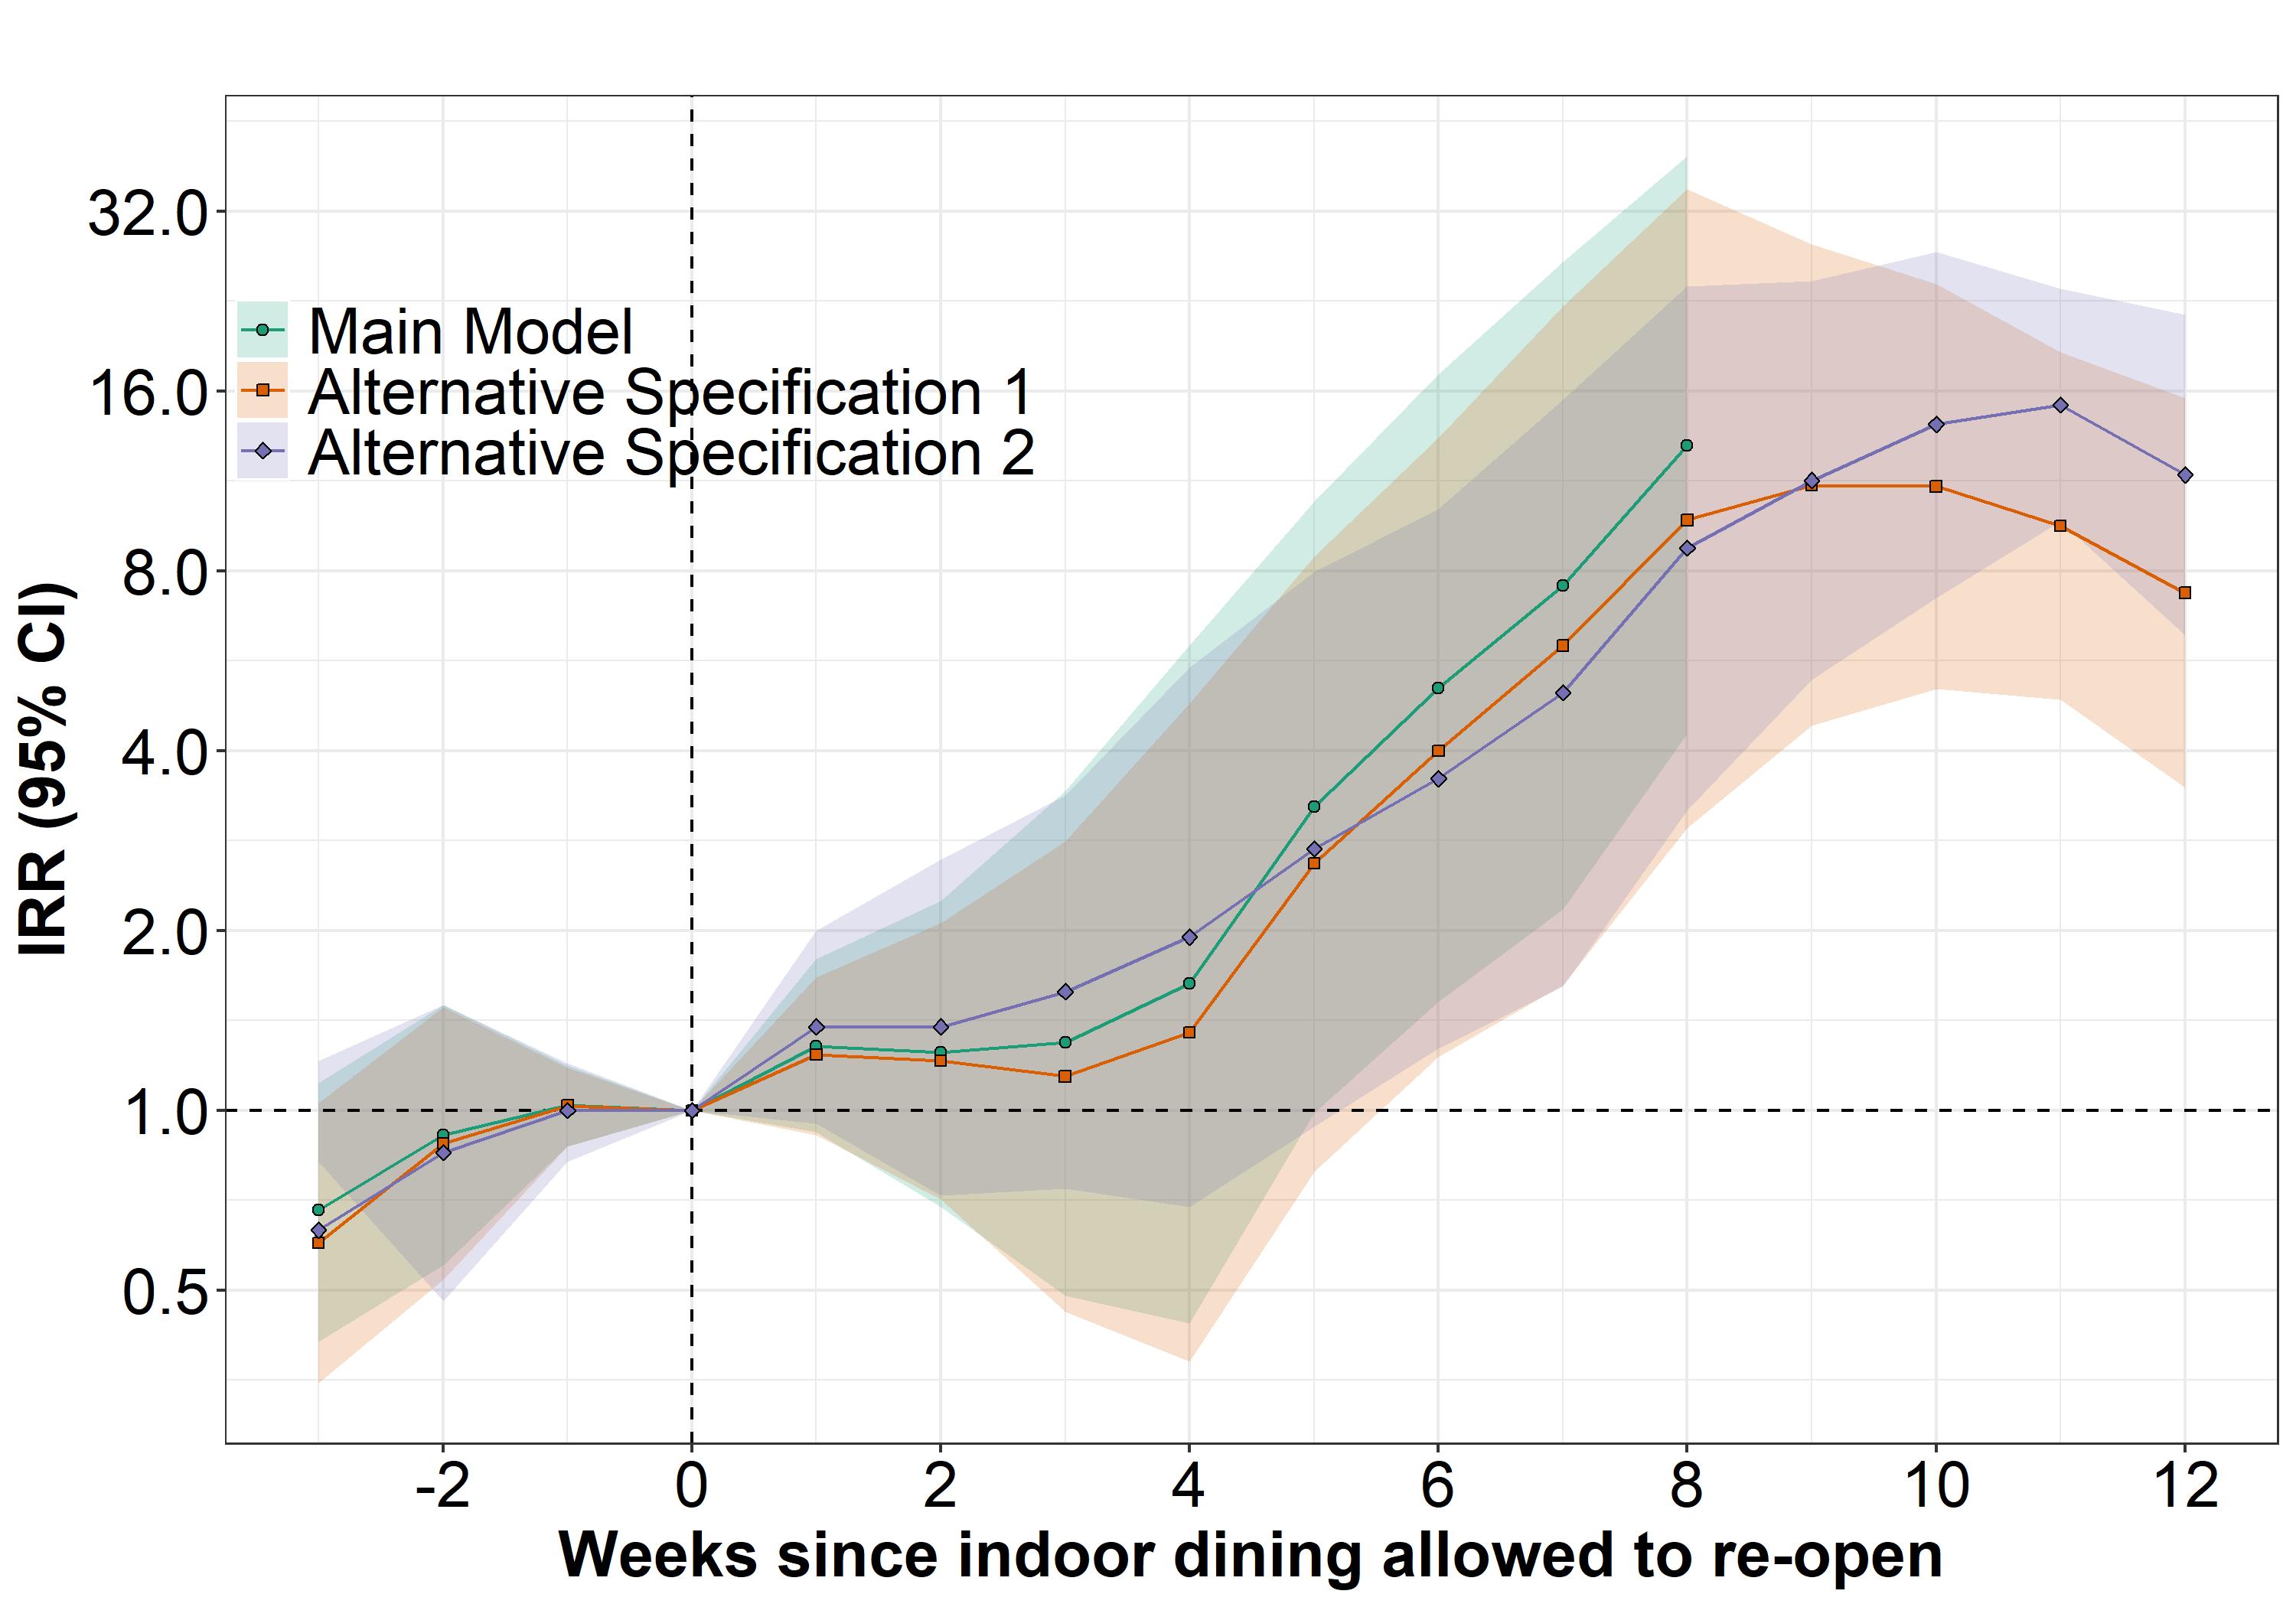 32.0
16.0
8.0
4.0
2.0
1.0
0.5
IRR (95% CI)
Main Model
Alternative Specification 1
Alternative Specification 2
-2 0 2 4 6 8 10 12
Weeks since indoor dining allowed to re-open